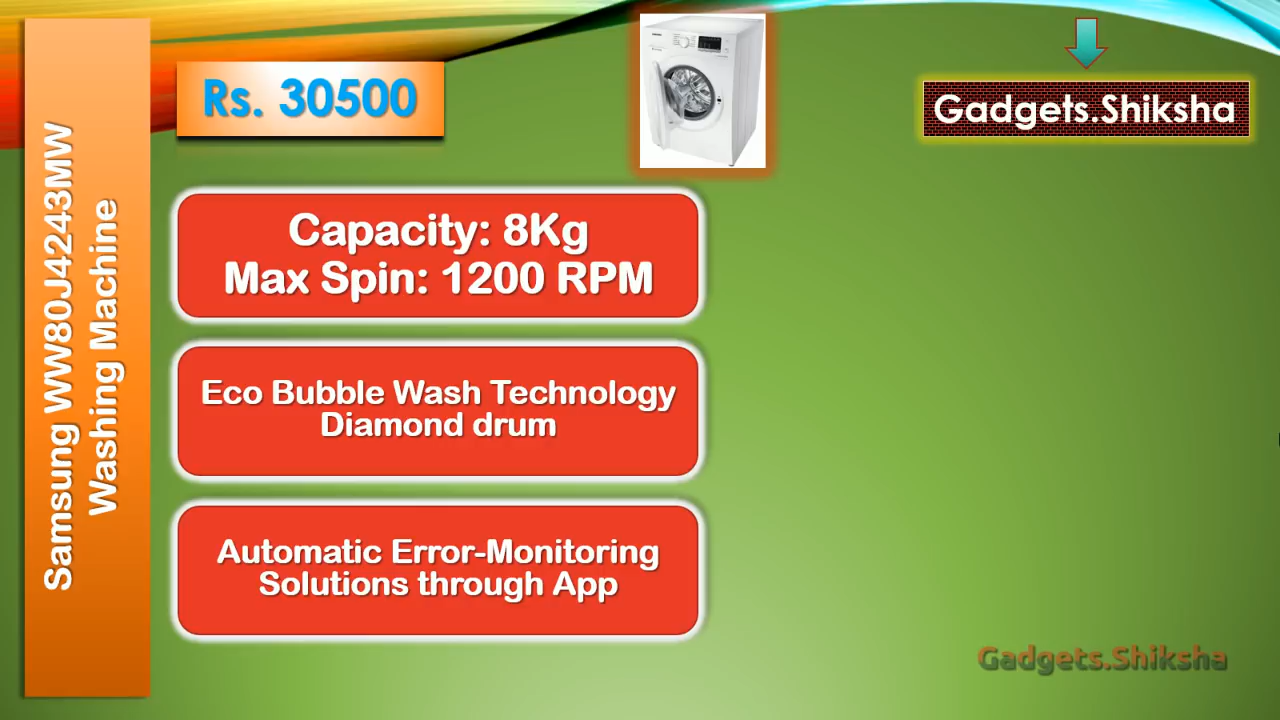 Samsung WW80J4243MW
Washing Machine
Rs. 30500
Gadgets.Shiksha
Capacity: 8Kg
Max Spin: 1200 RPM
Eco Bubble Wash Technology
Diamond drum
Automatic Error-Monitoring
Solutions through App
Gadgets.Shiksha